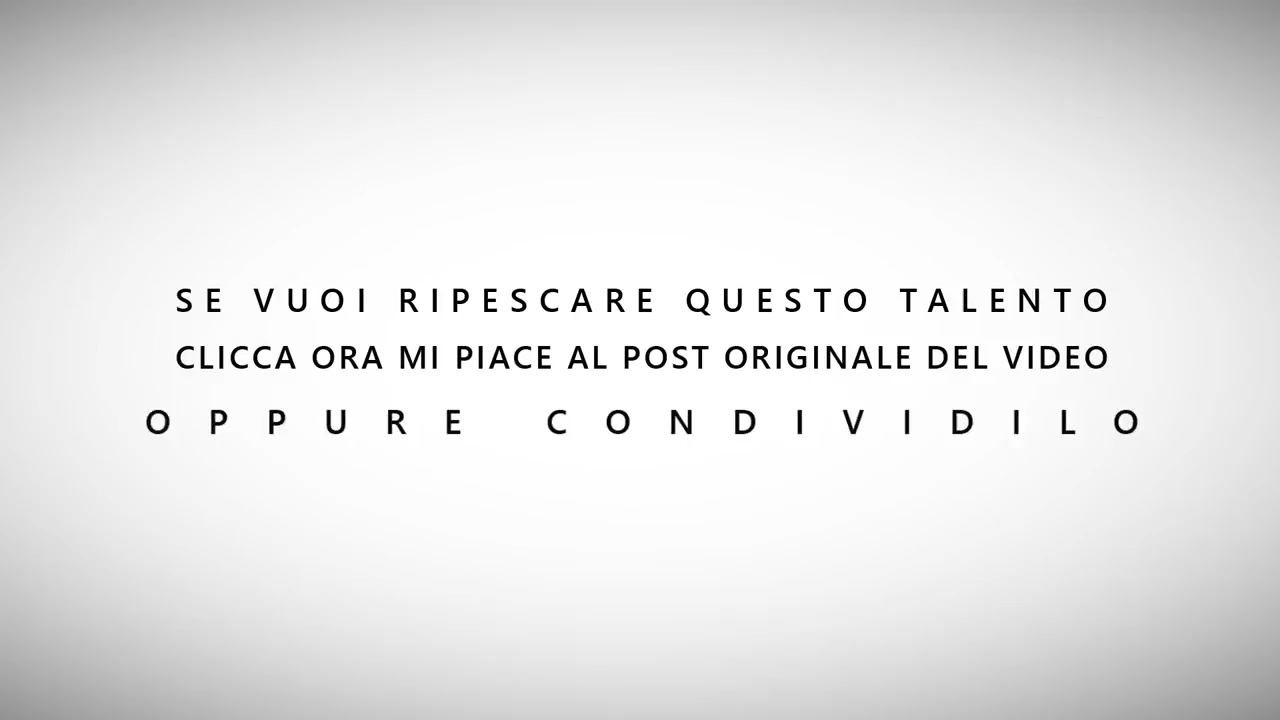 SE VUOI RIPESCARE QUESTO TALENTO
CLICCA ORA MI PIACE AL POST ORIGINALE DEL VIDEO
OPPURE CONDIVIDILO